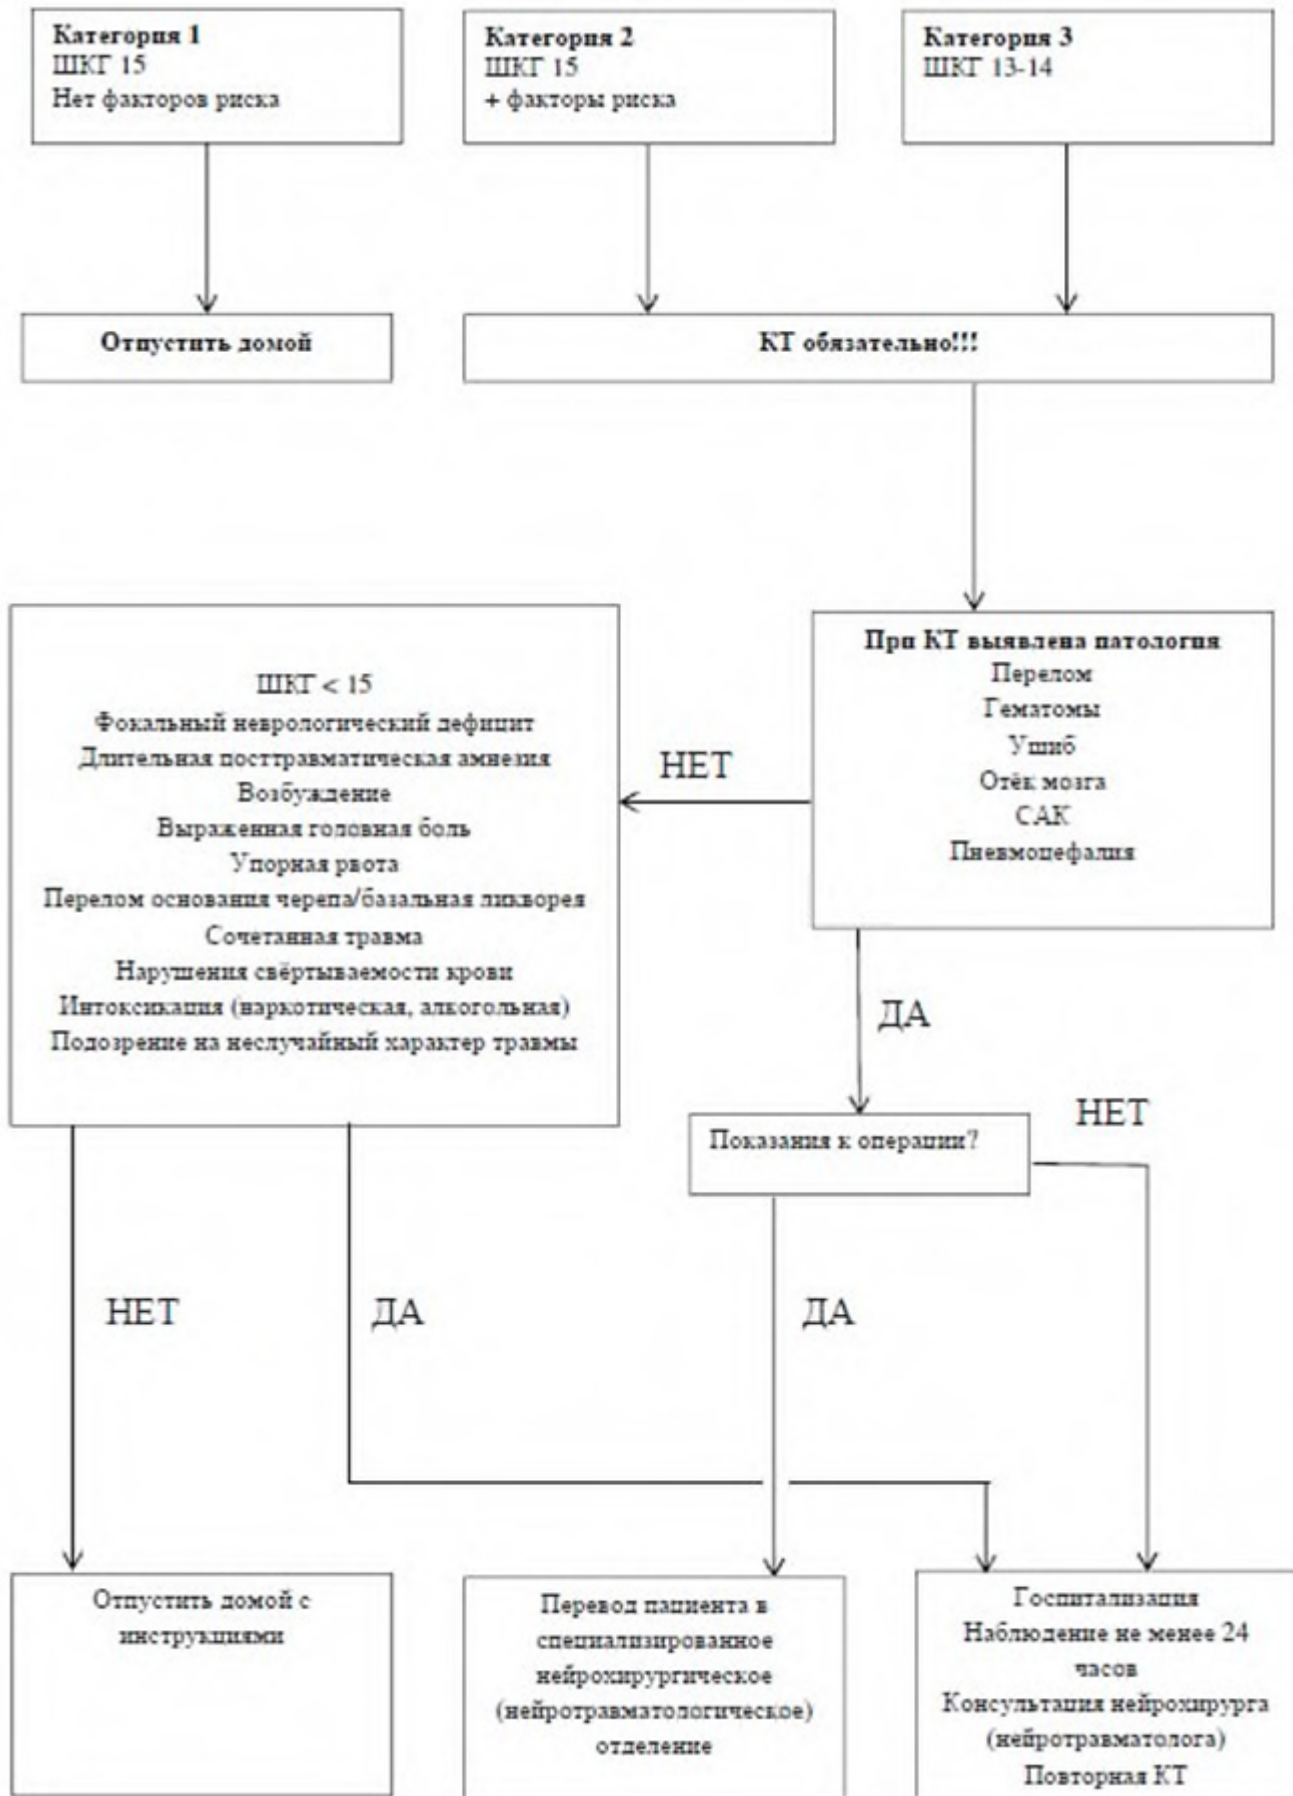 Категория 1
ШКГ 15
Нет факторов риска
Категория 2
ШКГ 15
+ факторы риска
Категория 3
ШКГ 13-14
Отпустить домой
КТ обязательно!!!
При КТ выявлена патология
Перелом
Гематомы
Ушиб
Отёк мозга
САК
Пневмоцефалия
НЕТ
ШКГ < 15
Фокальный неврологический дефицит
Длительная посттравматическая амнезия
Возбуждение
Выраженная головная боль
Упорная рвота
Перелом основания черепа/базальная ликворея
Сочетанная травма
Нарушения свёртываемости крови
Интоксикация (наркотическая, алкогольная)
Подозрение на неслучайный характер травмы
ДА
Показания к операции?
НЕТ
НЕТ
ДА
ДА
Отпустить домой с
инструкциями
Перевод пациента в
специализированное
нейрохирургическое
(нейротравматологическое)
отделение
Госпитализация
Наблюдение не менее 24
часов
Консультация нейрохирурга
(нейротравматолога)
Повторная КТ